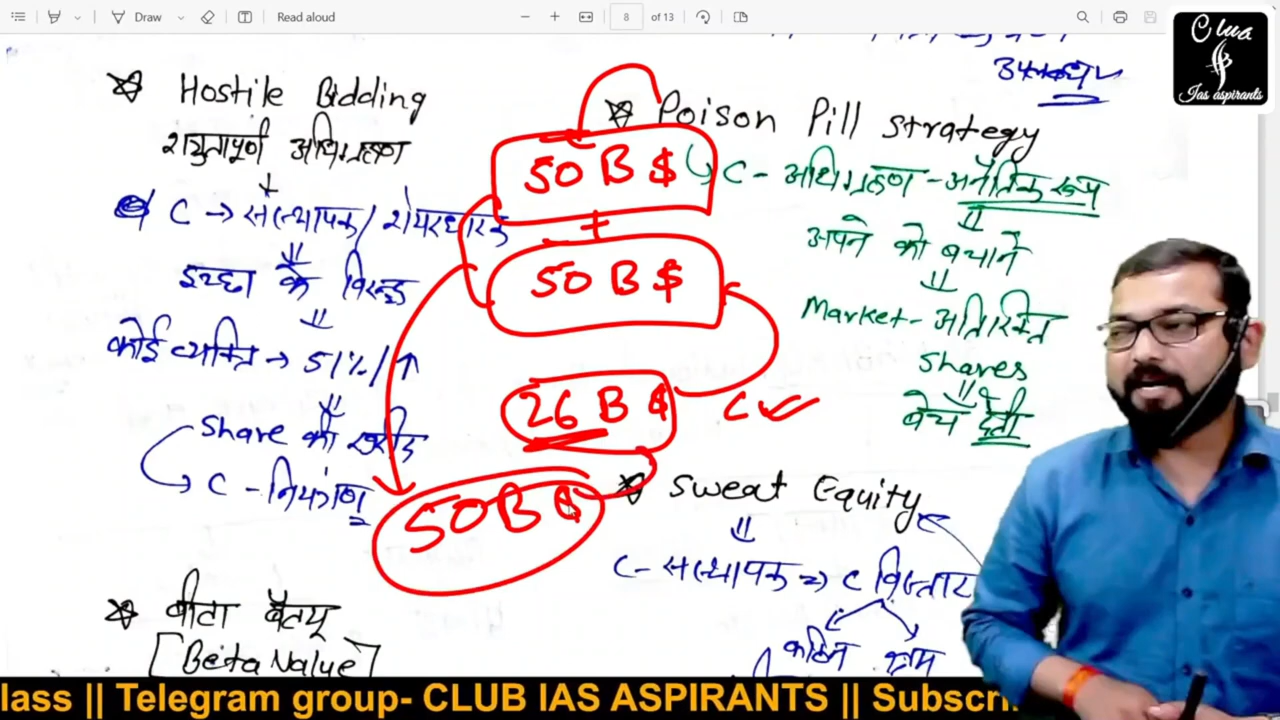 Draw
Read aloud
8 of 13
Clua
Ias aspirants
Hostile Bidding
शत्रुतापूर्ण अधिग्रहण
C → संस्थापक / शेयरधारक
इच्छा के विरुद्ध
कोई व्यक्ति → 51% / ↑
Share को खरीद
C - नियंत्रण
बीटा वैल्यू
[Beta Value]
50 B $
+
50 B $
26 B $
C ✓
50 B $
Poison Pill strategy
C - अधिग्रहण - अनैतिक रूप
अपने को बचाने
Market - अतिरिक्त
shares
बेच देती
Sweat Equity
C - संस्थापक ⇒ C विस्तार
कठिन श्रम
lass || Telegram group- CLUB IAS ASPIRANTS || Subscri